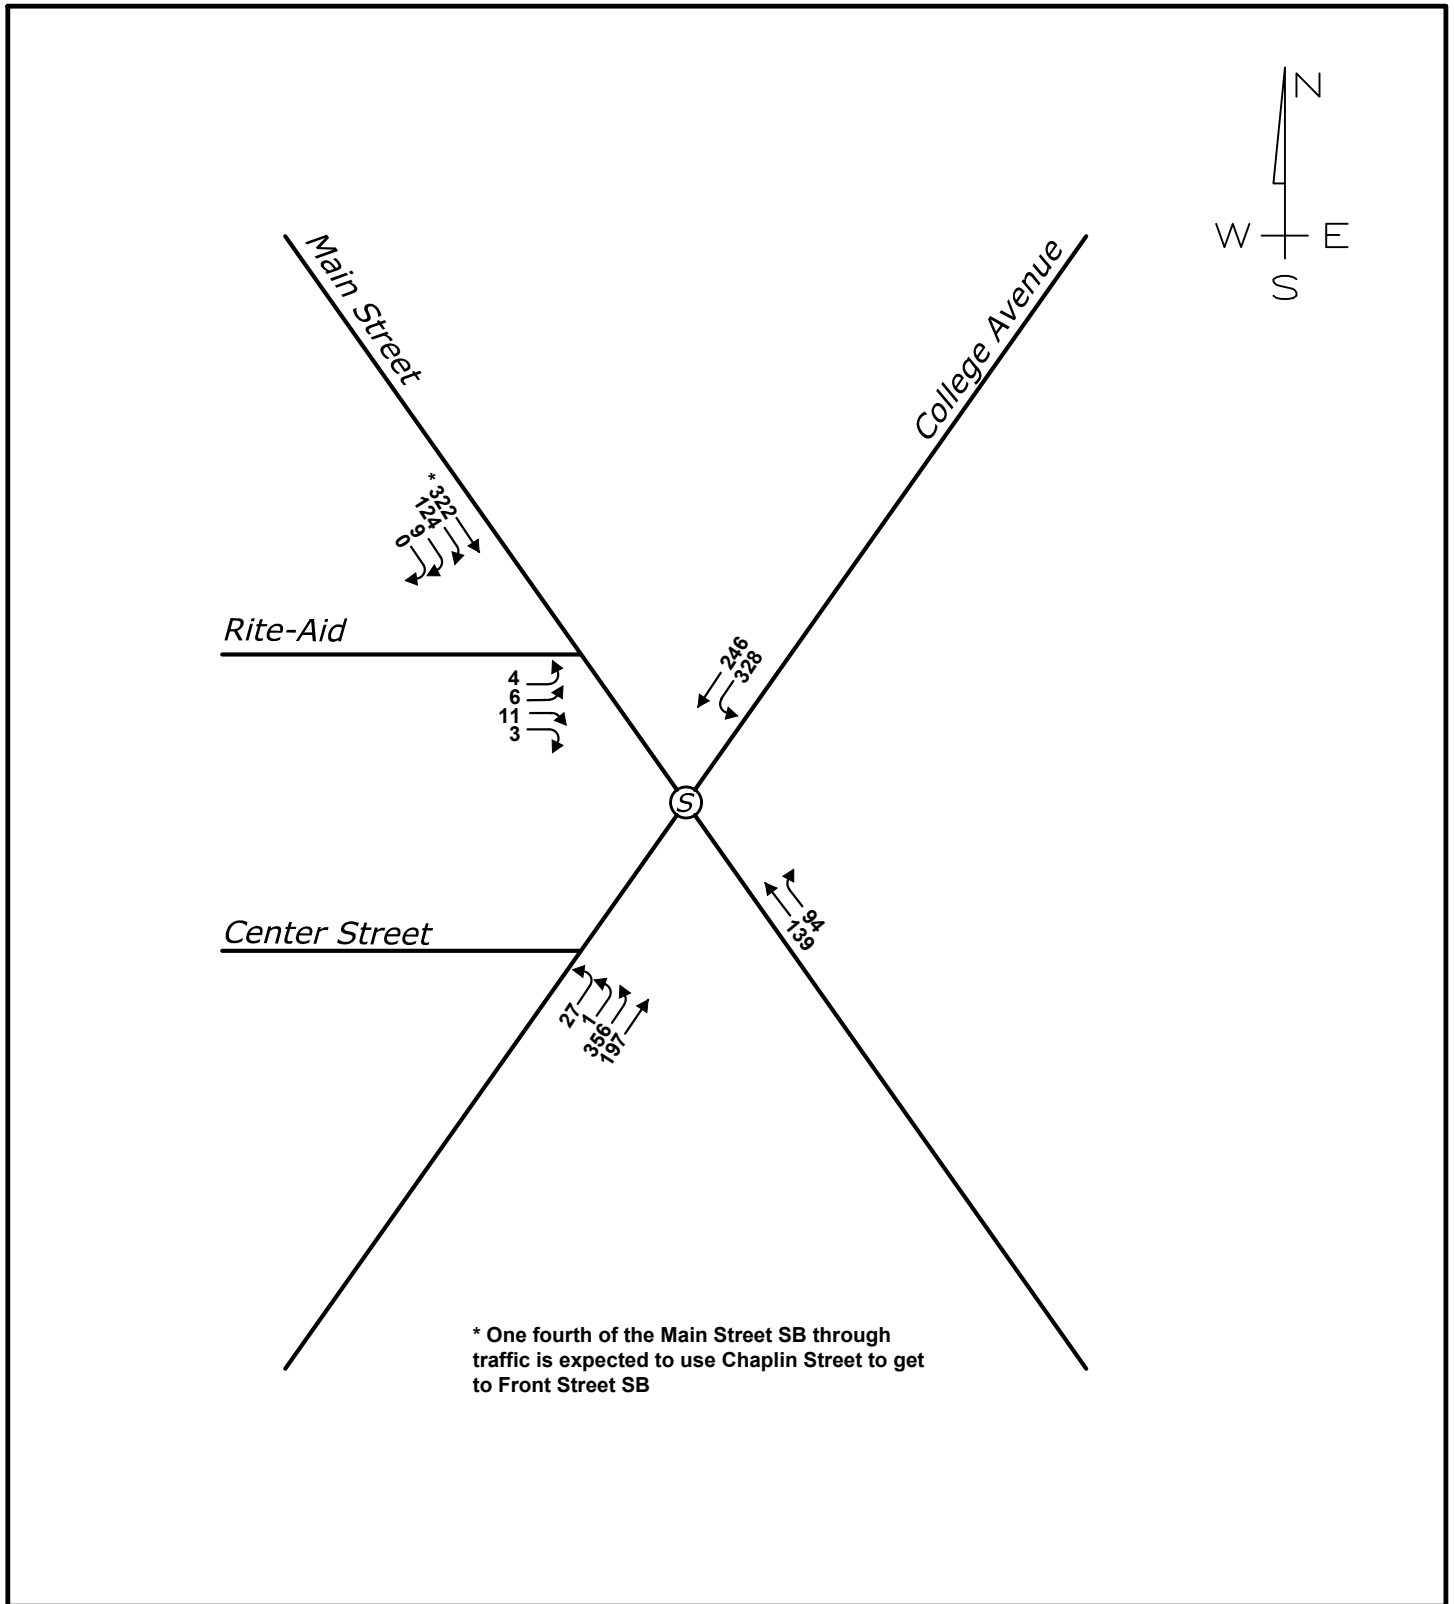 N
W E
S
Main Street
College Avenue
* 322
124
9
0
Rite-Aid
246
328
4
6
11
3
S
94
139
Center Street
27
1
356
197
* One fourth of the Main Street SB through
traffic is expected to use Chaplin Street to get
to Front Street SB